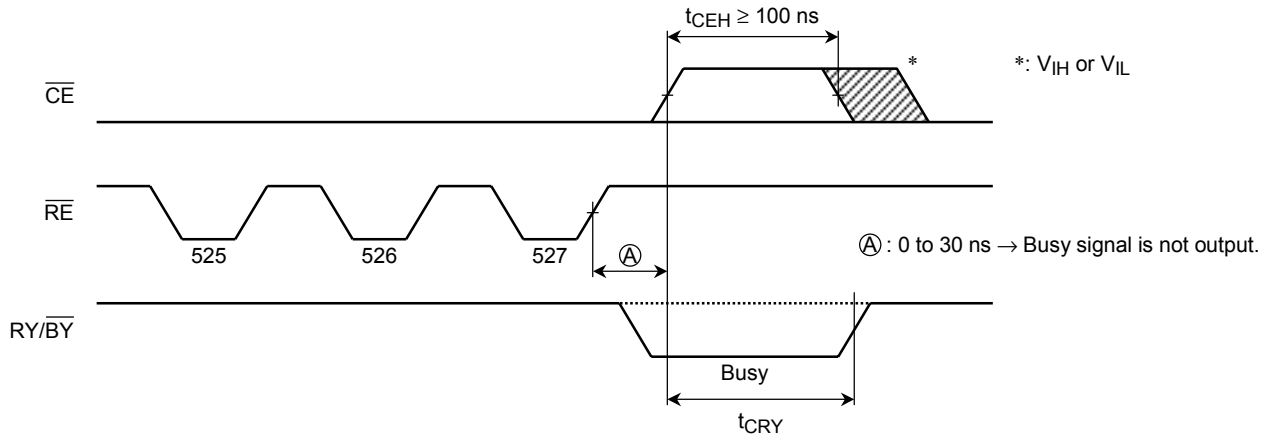 tCEH ≥ 100 ns
*
*: VIH or VIL
CE
RE
525
526
527
A
A : 0 to 30 ns → Busy signal is not output.
RY/BY
Busy
tCRY